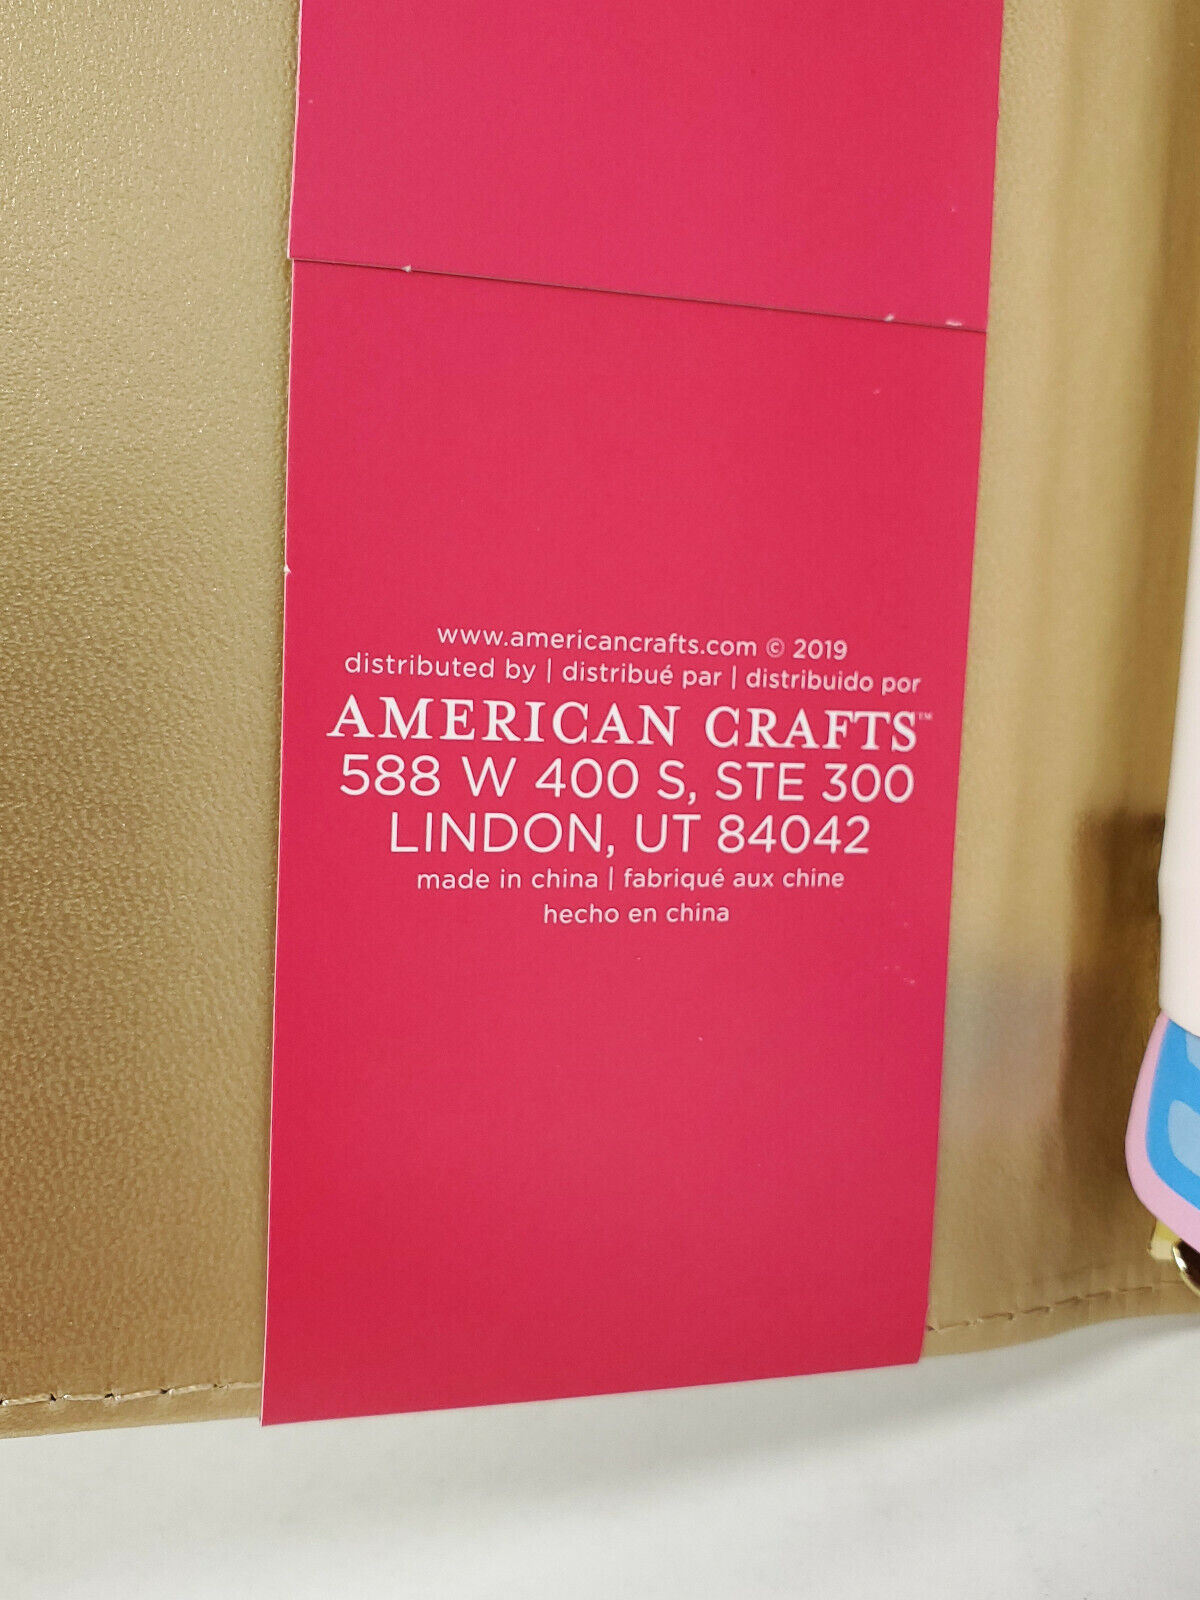 www.americancrafts.com © 2019
distributed by | distribué par | distribuido por
AMERICAN CRAFTS™
588 W 400 S, STE 300
LINDON, UT 84042
made in china | fabriqué aux chine
hecho en china